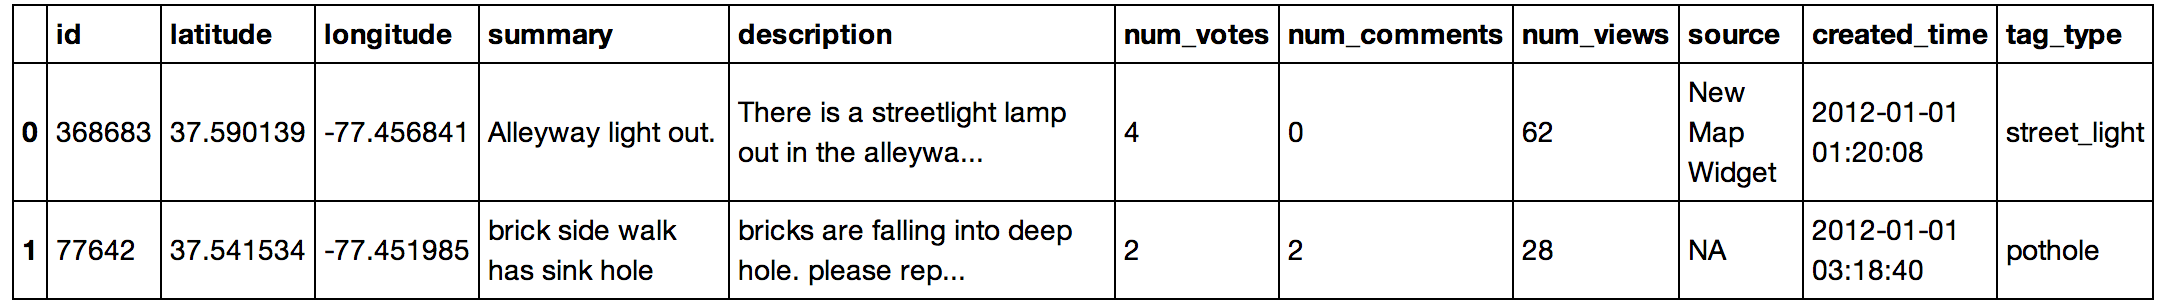 id latitude longitude summary description num_votes num_comments num_views source created_time tag_type
0 368683 37.590139 -77.456841 Alleyway light out. There is a streetlight lamp out in the alleywa... 4 0 62 New Map Widget 2012-01-01 01:20:08 street_light
1 77642 37.541534 -77.451985 brick side walk has sink hole bricks are falling into deep hole. please rep... 2 2 28 NA 2012-01-01 03:18:40 pothole